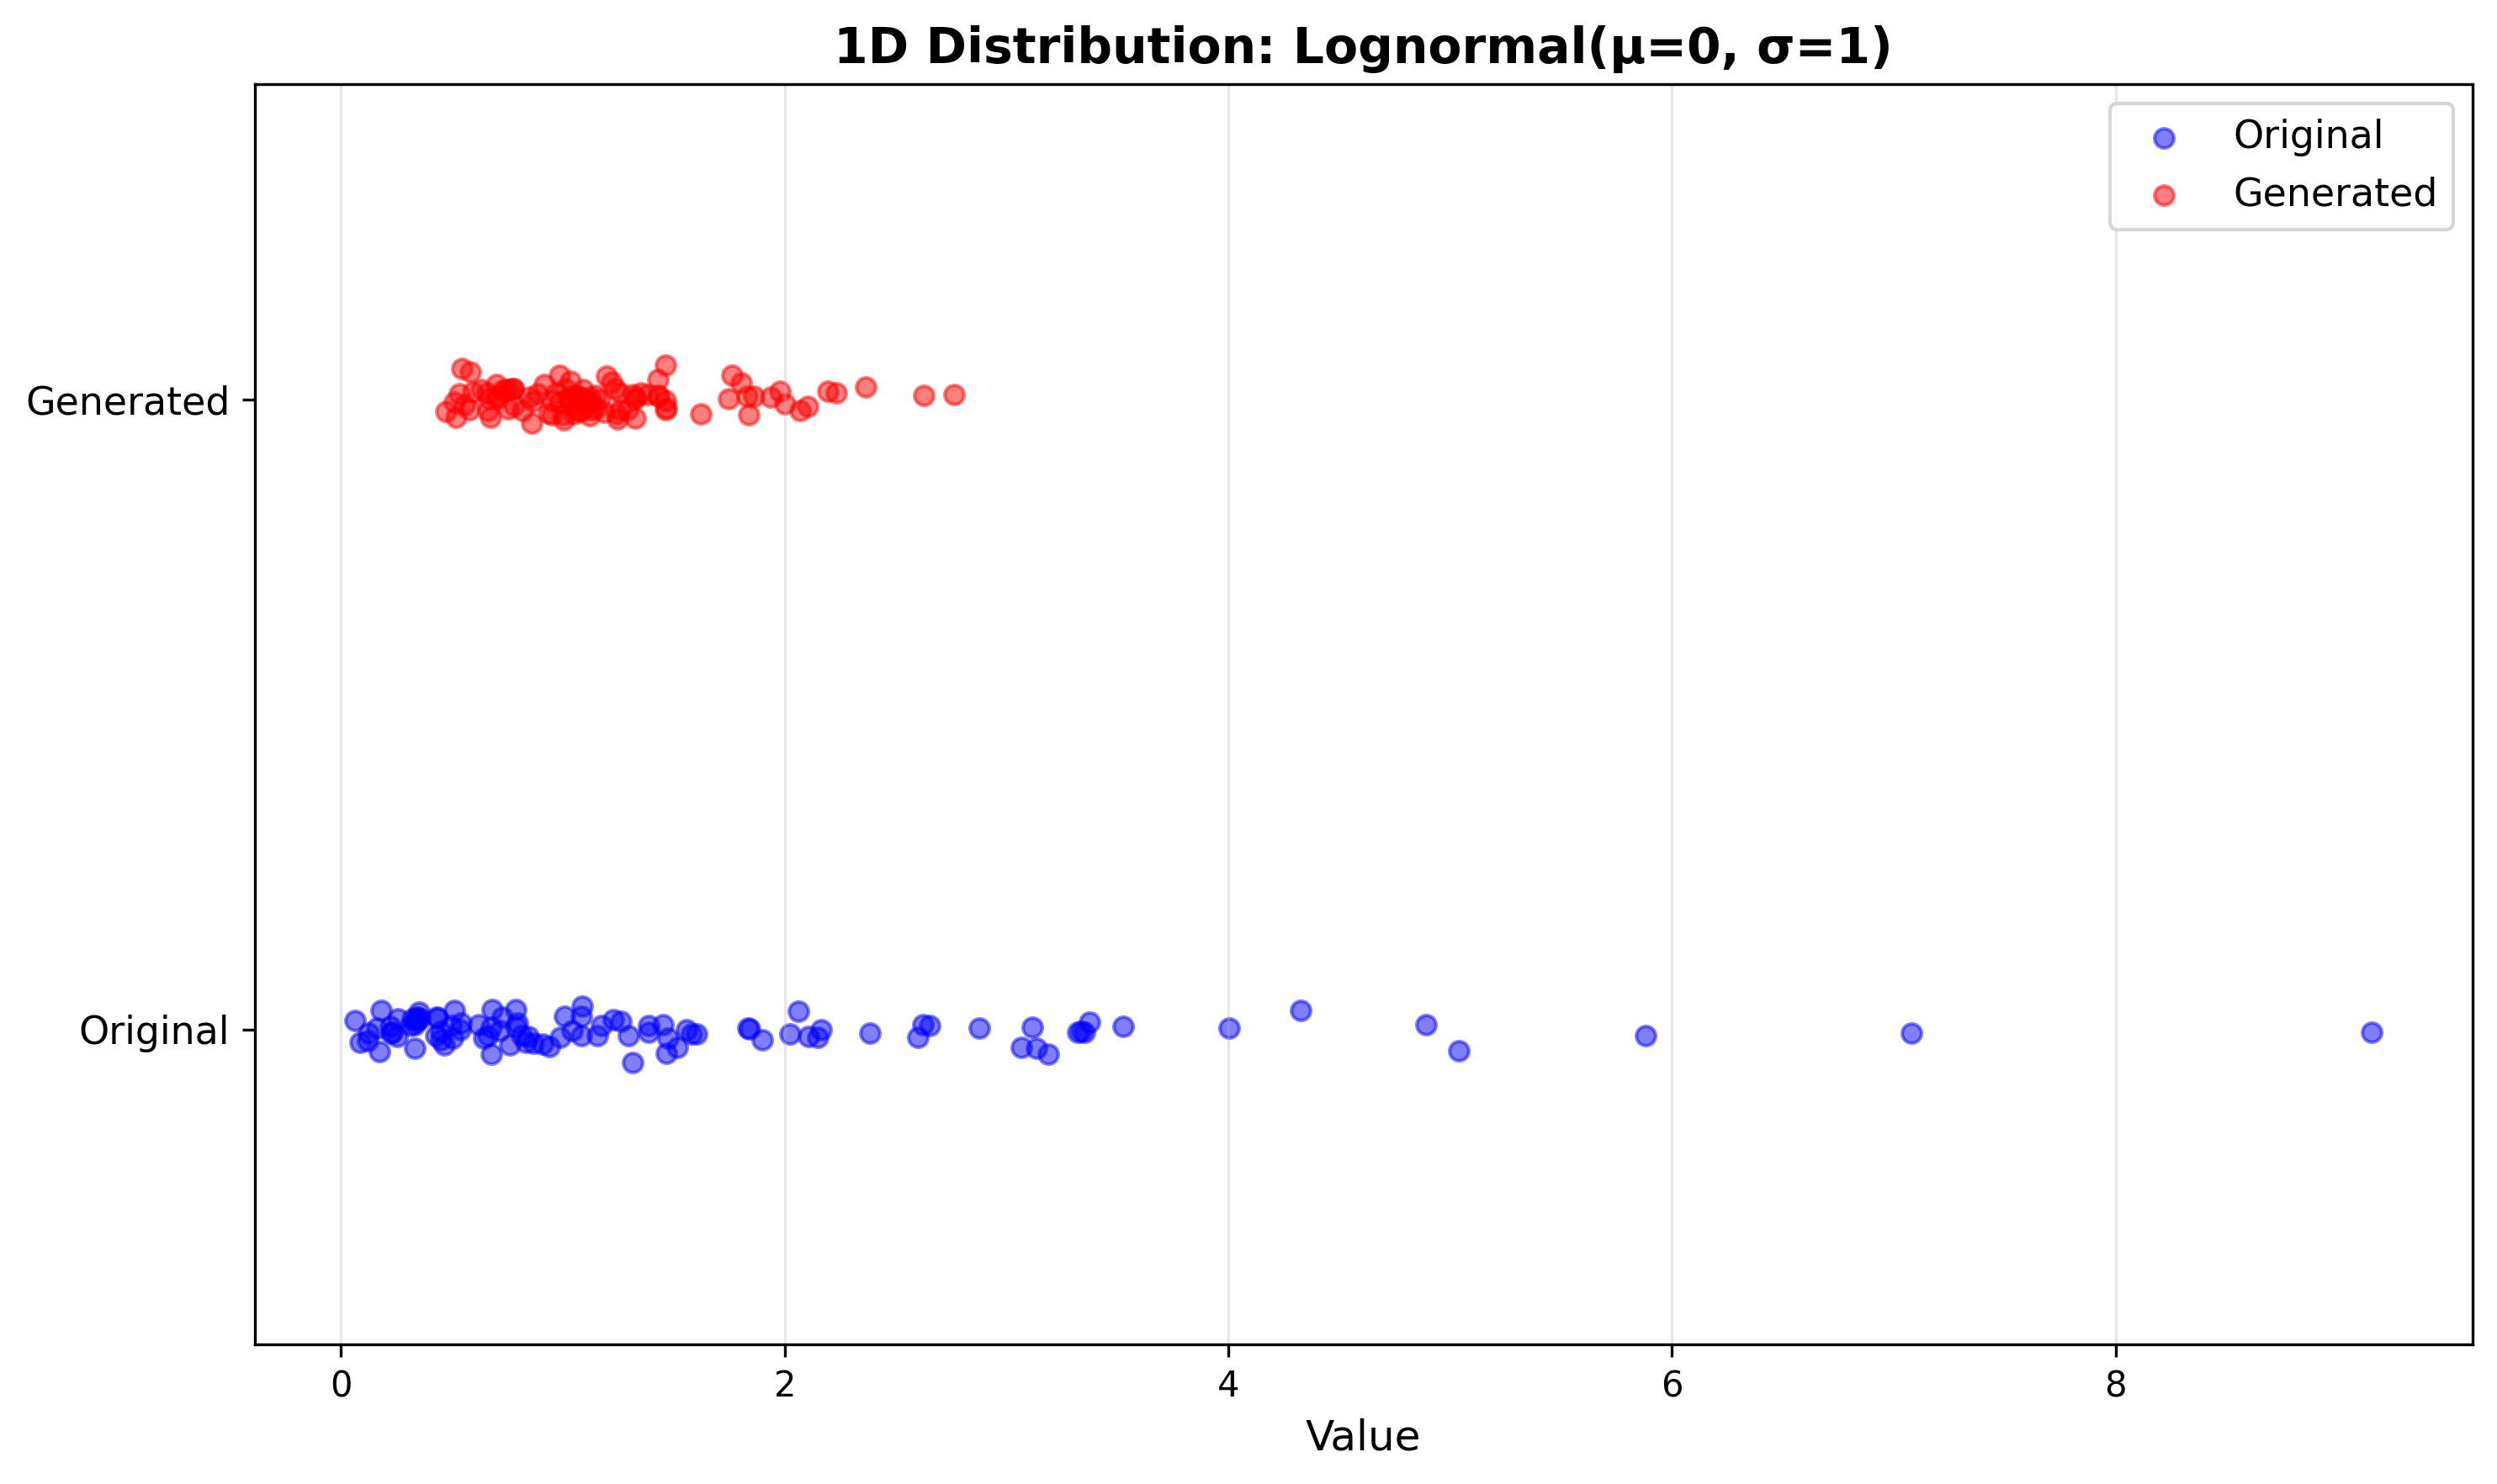 1D Distribution: Lognormal(μ=0, σ=1)
Original
Generated
Generated
Original
0 2 4 6 8
Value